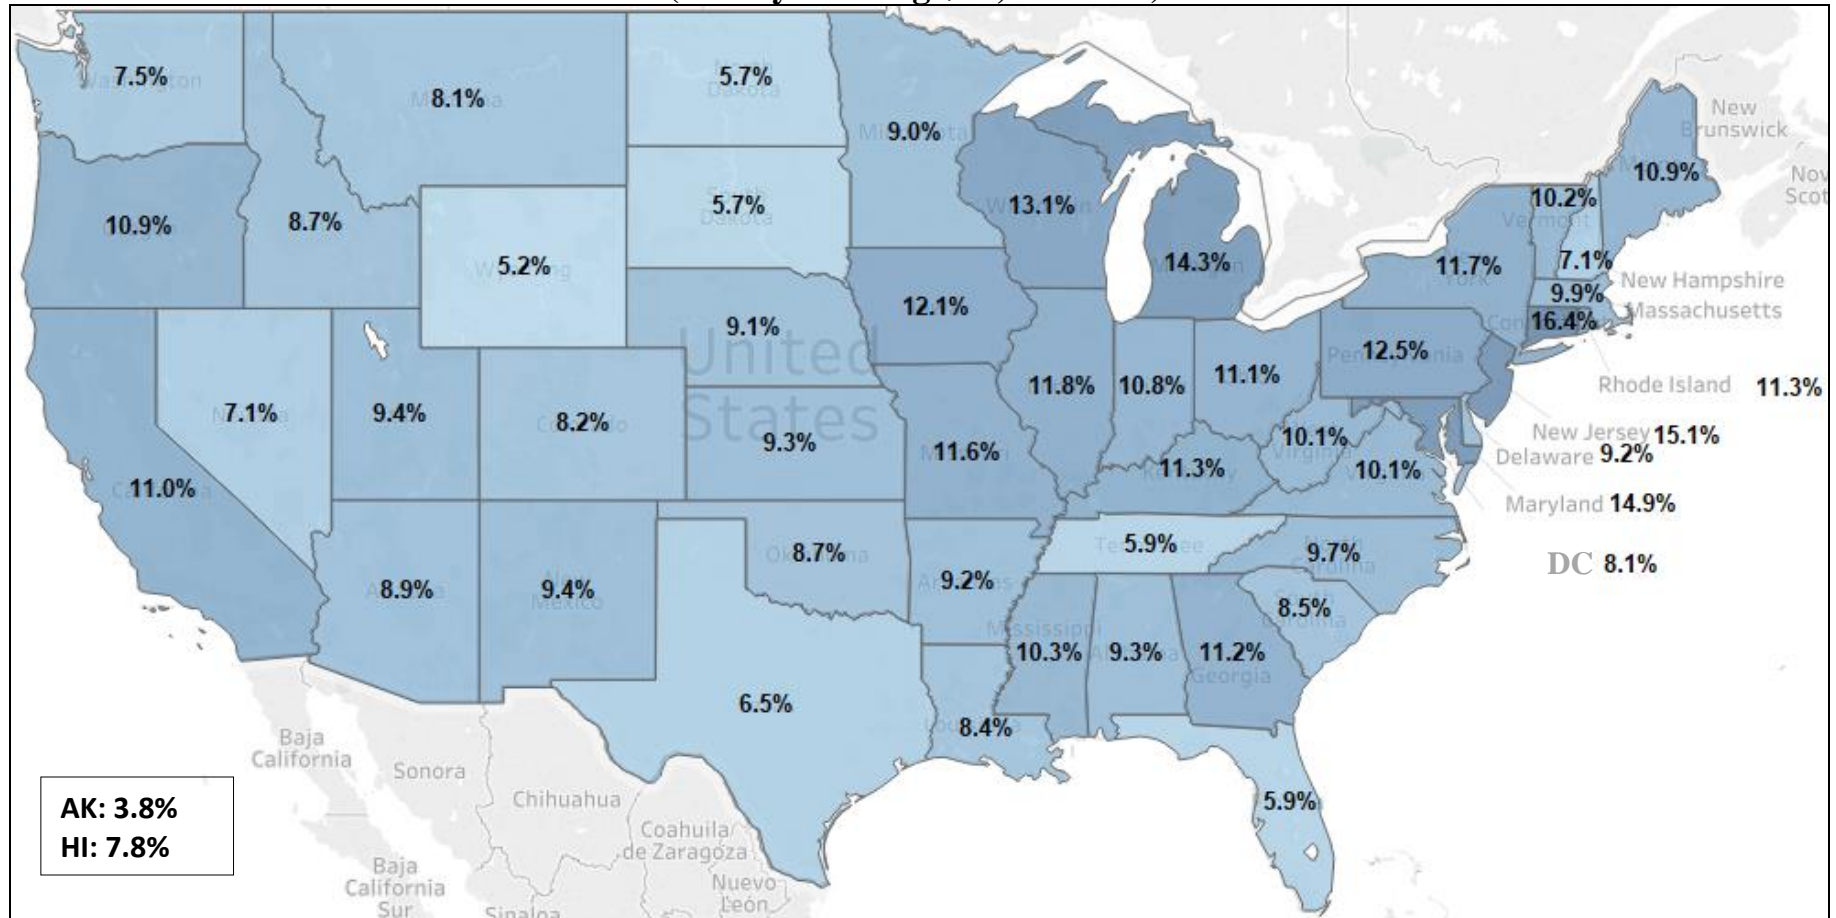 7.5%
8.1%
5.7%
9.0%
New
Brunswick
10.9%
10.9%
8.7%
5.2%
5.7%
South
Dakota
13.1%
14.3%
10.2%
Vermont
11.7%
York
7.1%
New Hampshire
9.9%
Massachusetts
16.4%
12.1%
9.1%
United
States
12.5%
11.8%
10.8%
11.1%
Rhode Island 11.3%
7.1%
9.4%
8.2%
9.3%
11.6%
11.3%
10.1%
Virginia
10.1%
New Jersey 15.1%
Delaware 9.2%
Maryland 14.9%
11.0%
8.9%
9.4%
Mexico
8.7%
5.9%
9.7%
Carolina
DC 8.1%
9.2%
8.5%
Mississippi
10.3%
9.3%
11.2%
Georgia
6.5%
8.4%
5.9%
Baja
California
Sonora
Chihuahua
Coahuila
de Zaragoza
Nuevo
León
Baja
California
Sur
Sinaloa
AK: 3.8%
HI: 7.8%